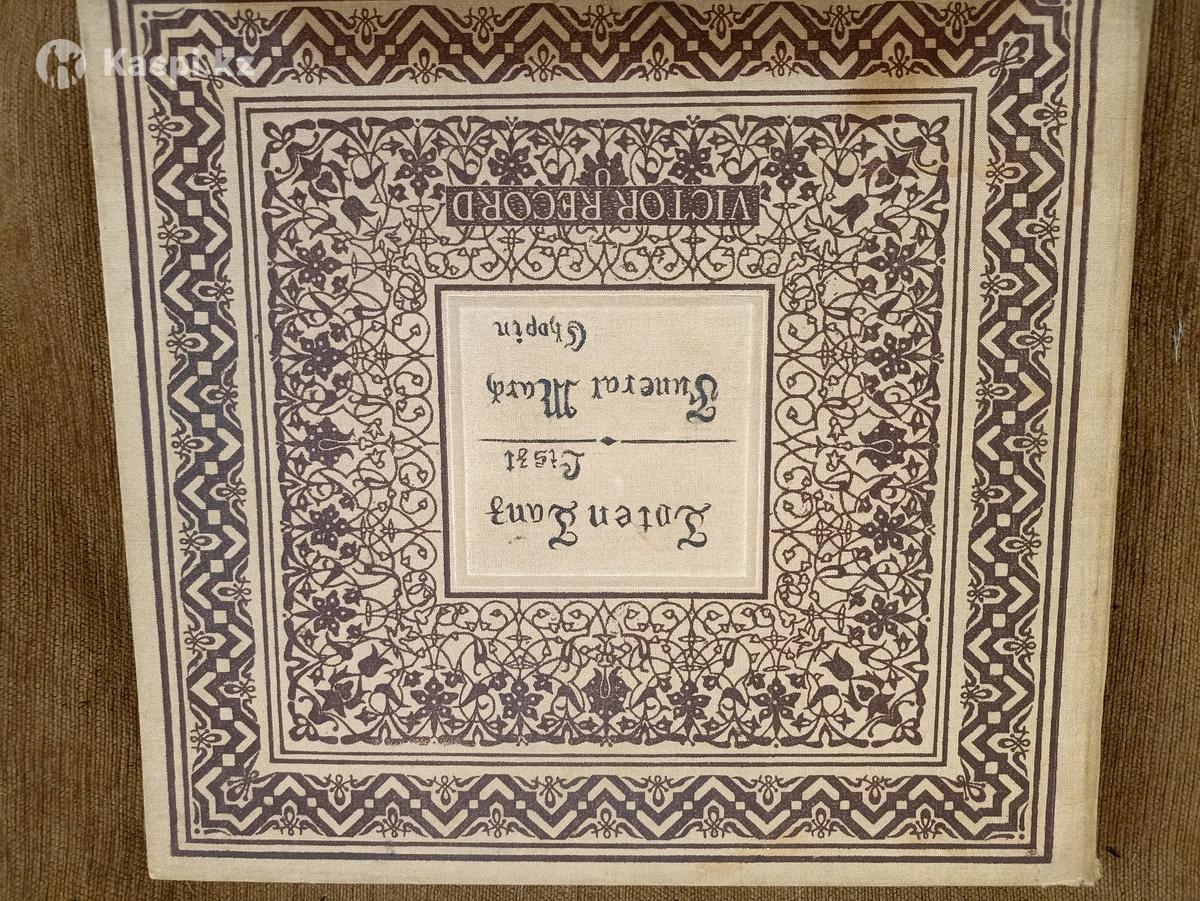 Toten Tanz
Liszt
Funeral March
Chopin
VICTOR RECORD
Kaspi.kz